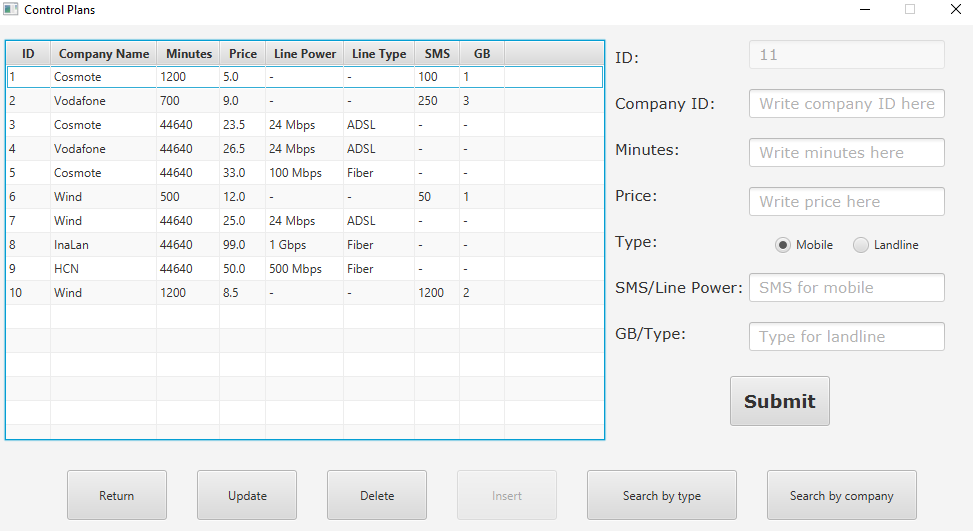 Control Plans
ID Company Name Minutes Price Line Power Line Type SMS GB
1 Cosmote 1200 5.0 - - 100 1
2 Vodafone 700 9.0 - - 250 3
3 Cosmote 44640 23.5 24 Mbps ADSL - -
4 Vodafone 44640 26.5 24 Mbps ADSL - -
5 Cosmote 44640 33.0 100 Mbps Fiber - -
6 Wind 500 12.0 - - 50 1
7 Wind 44640 25.0 24 Mbps ADSL - -
8 InaLan 44640 99.0 1 Gbps Fiber - -
9 HCN 44640 50.0 500 Mbps Fiber - -
10 Wind 1200 8.5 - - 1200 2
ID: 11
Company ID: Write company ID here
Minutes: Write minutes here
Price: Write price here
Type: Mobile Landline
SMS/Line Power: SMS for mobile
GB/Type: Type for landline
Submit
Return Update Delete Insert Search by type Search by company